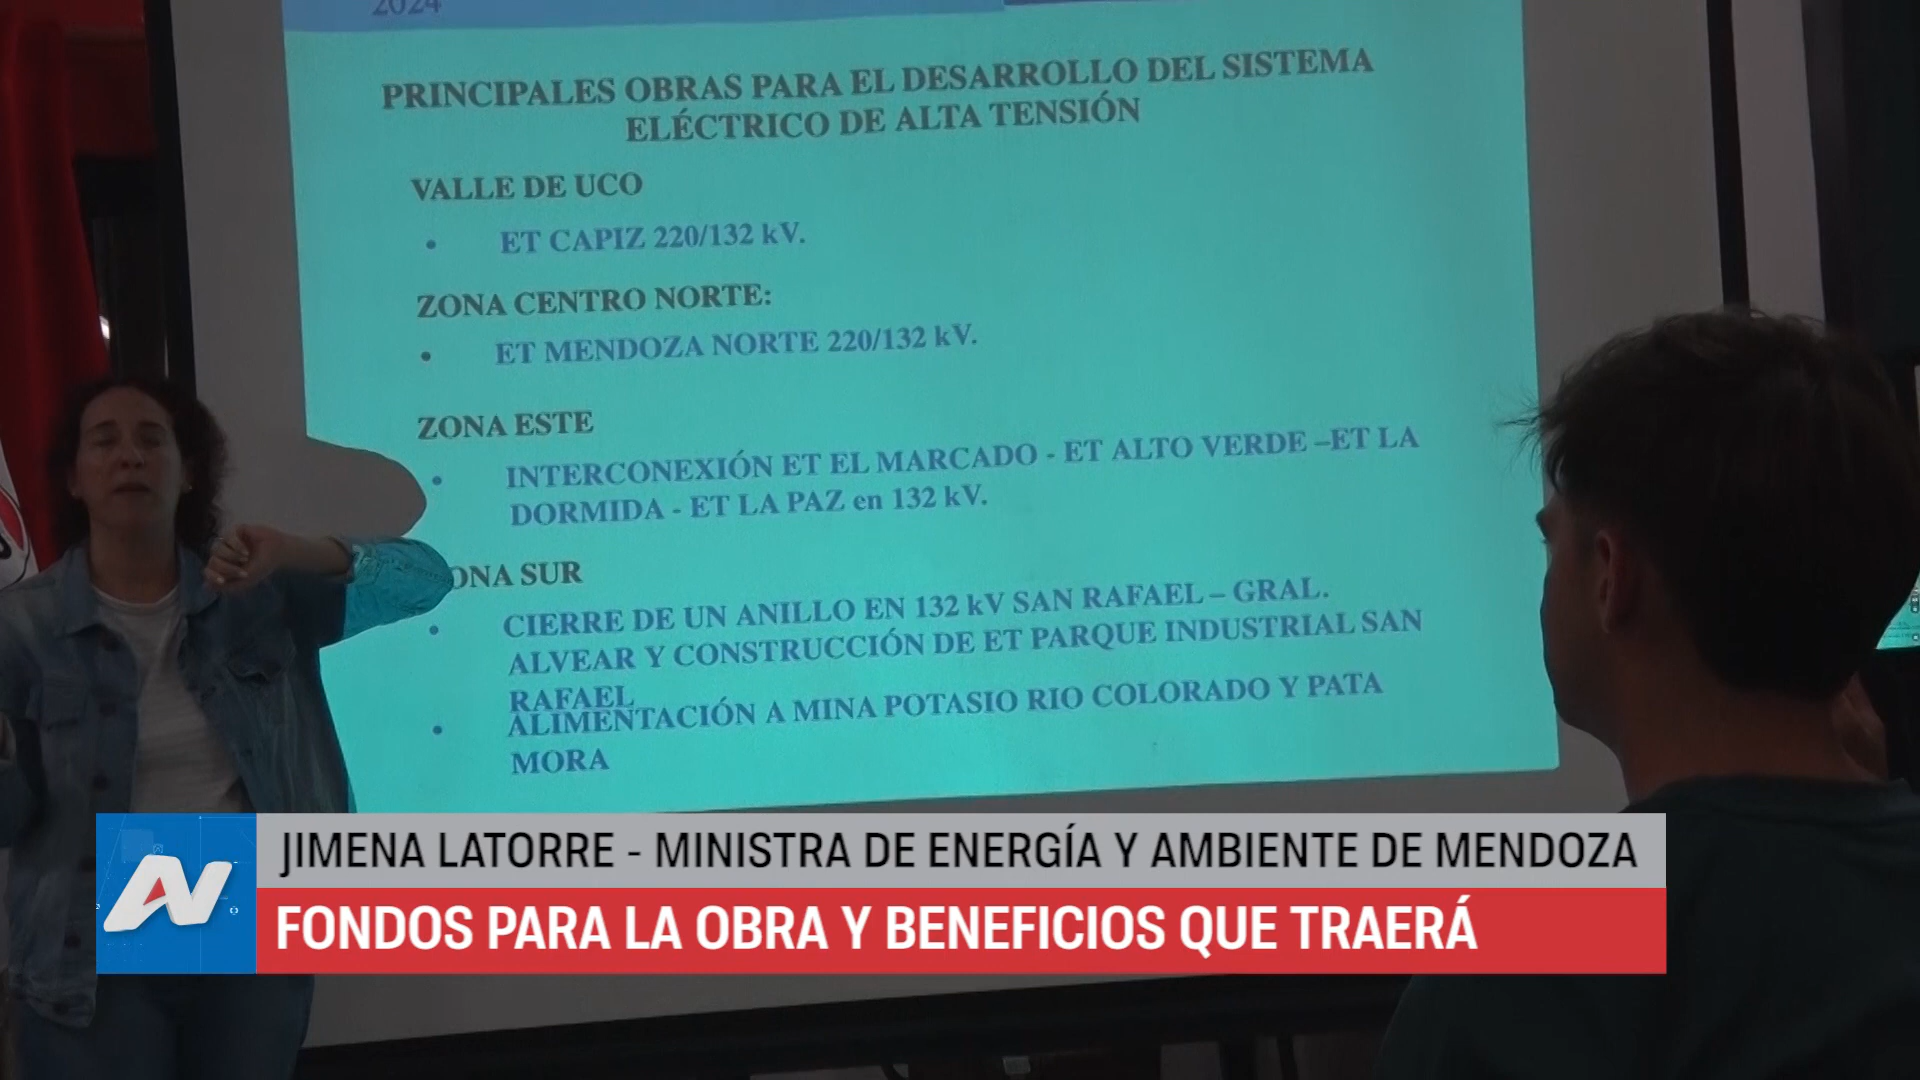 2024
PRINCIPALES OBRAS PARA EL DESARROLLO DEL SISTEMA
ELÉCTRICO DE ALTA TENSIÓN
VALLE DE UCO
• ET CAPIZ 220/132 kV.
ZONA CENTRO NORTE:
• ET MENDOZA NORTE 220/132 kV.
ZONA ESTE
• INTERCONEXIÓN ET EL MARCADO - ET ALTO VERDE –ET LA
DORMIDA - ET LA PAZ en 132 kV.
ONA SUR
• CIERRE DE UN ANILLO EN 132 kV SAN RAFAEL – GRAL.
ALVEAR Y CONSTRUCCIÓN DE ET PARQUE INDUSTRIAL SAN
RAFAEL
• ALIMENTACIÓN A MINA POTASIO RIO COLORADO Y PATA
MORA
JIMENA LATORRE - MINISTRA DE ENERGÍA Y AMBIENTE DE MENDOZA
AV
FONDOS PARA LA OBRA Y BENEFICIOS QUE TRAERÁ